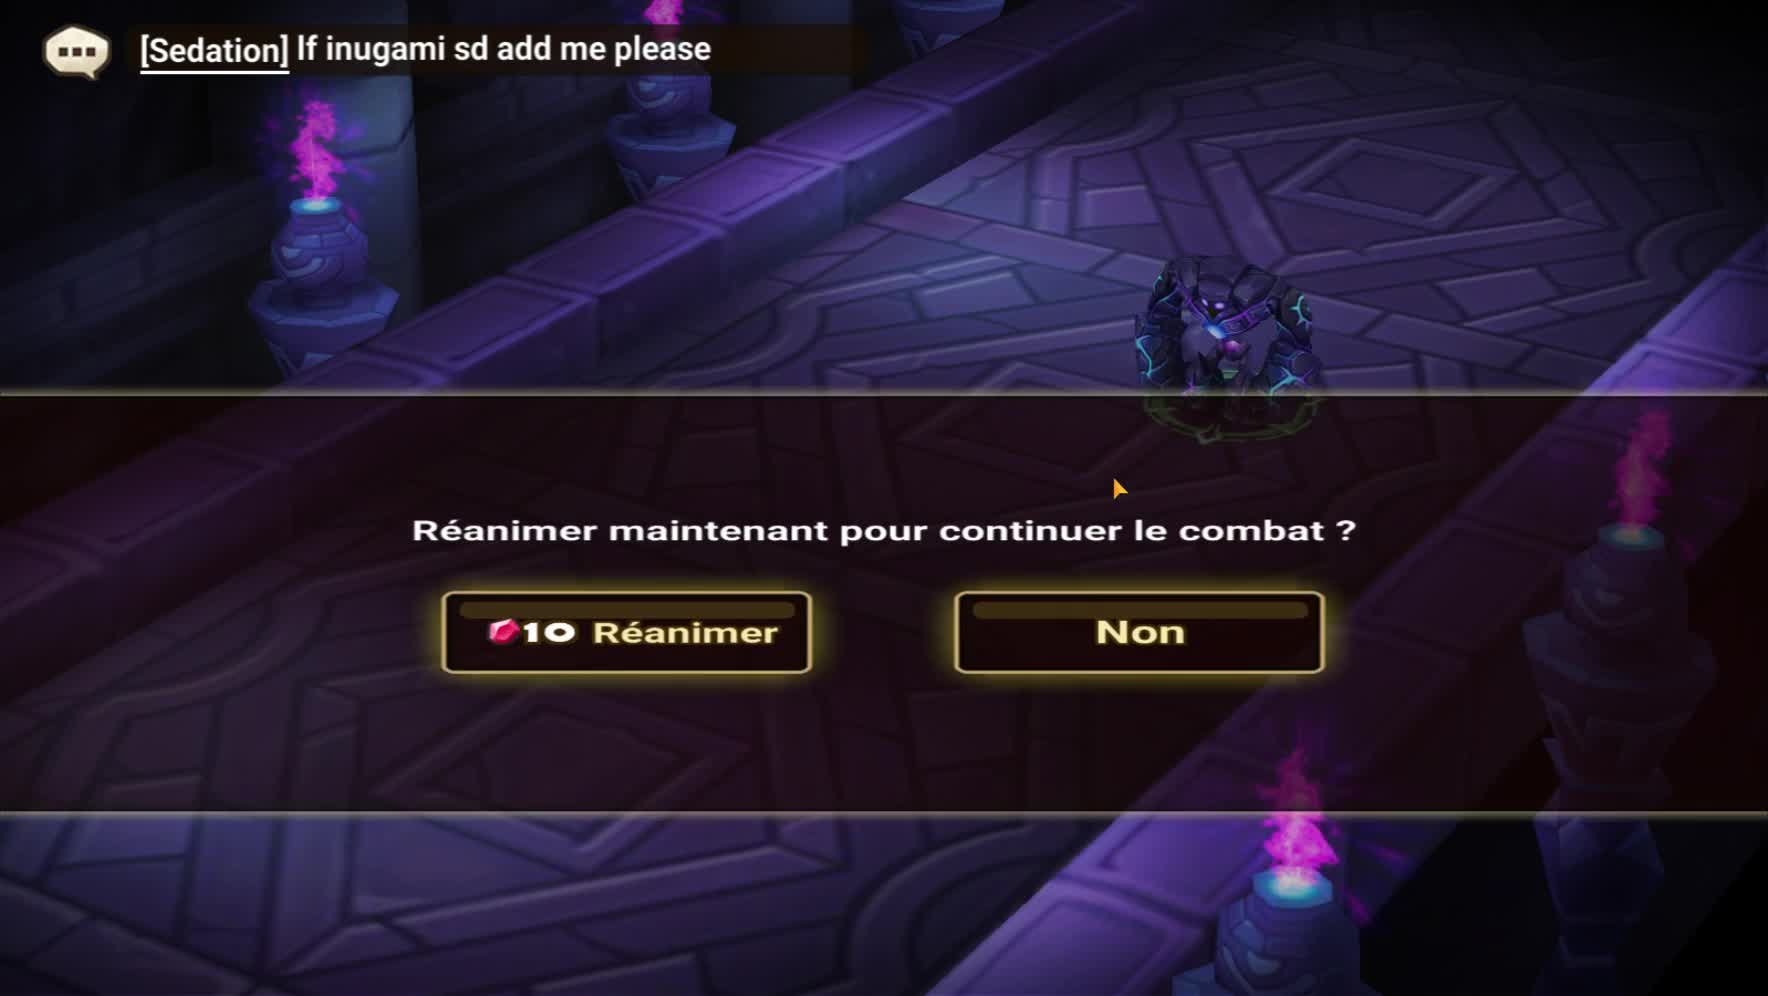 [Sedation] If inugami sd add me please
Réanimer maintenant pour continuer le combat ?
10 Réanimer
Non